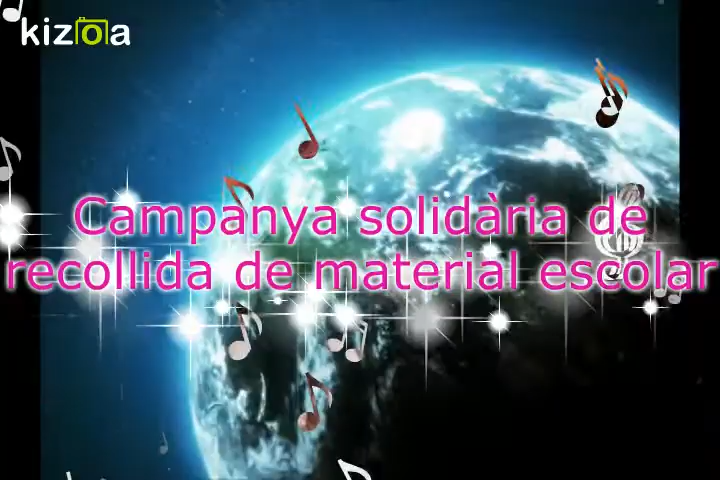 kizoa
Campanya solidària de
recollida de material escolar